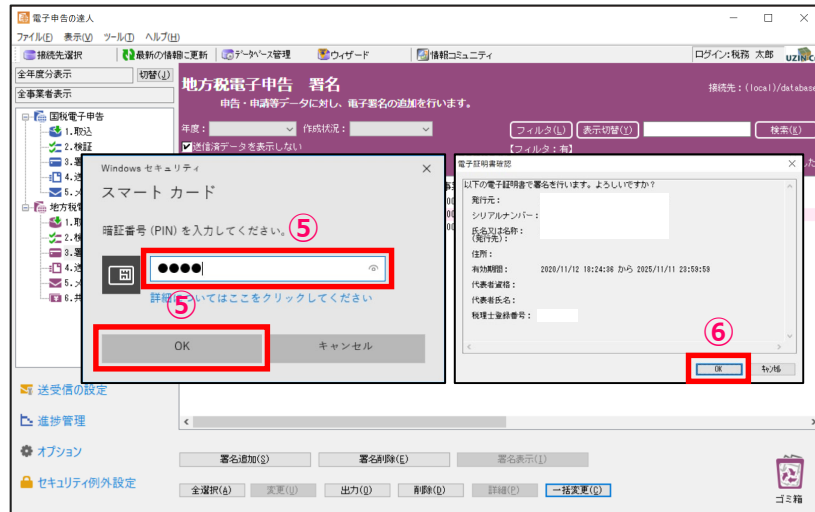 電子申告の達人
ファイル(F) 表示(V) ツール(T) ヘルプ(H)
接続先選択 最新の情報に更新 データベース管理 ウィザード 情報コミュニティ ログイン:税務 太郎
全年度分表示 切替(J)
全事業者表示
地方税電子申告 署名
接続先:(local)/database
申告・申請等データに対し、電子署名の追加を行います。
年度: 作成状況: フィルタ(L) 表示切替(Y) 検索(K)
送信済データを表示しない 【フィルタ:有】
国税電子申告
1.取込
2.検証
地方税
Windows セキュリティ
スマート カード
暗証番号 (PIN) を入力してください。 ⑤
●●●●
詳細についてはここをクリックしてください
⑤
OK キャンセル
電子証明書確認
以下の電子証明書で署名を行います。よろしいですか?
発行元:
シリアルナンバー:
氏名又は名称:
(発行先):
住所:
有効期間: 2020/11/12 18:24:36 から 2025/11/11 23:59:59
代表者資格:
代表者氏名:
税理士登録番号:
⑥
OK キャンセル
送受信の設定
進捗管理
オプション
セキュリティ例外設定
署名追加(S) 署名削除(E) 署名表示(I)
全選択(A) 変更(U) 出力(O) 削除(D) 詳細(P) 一括変更(C)
ゴミ箱